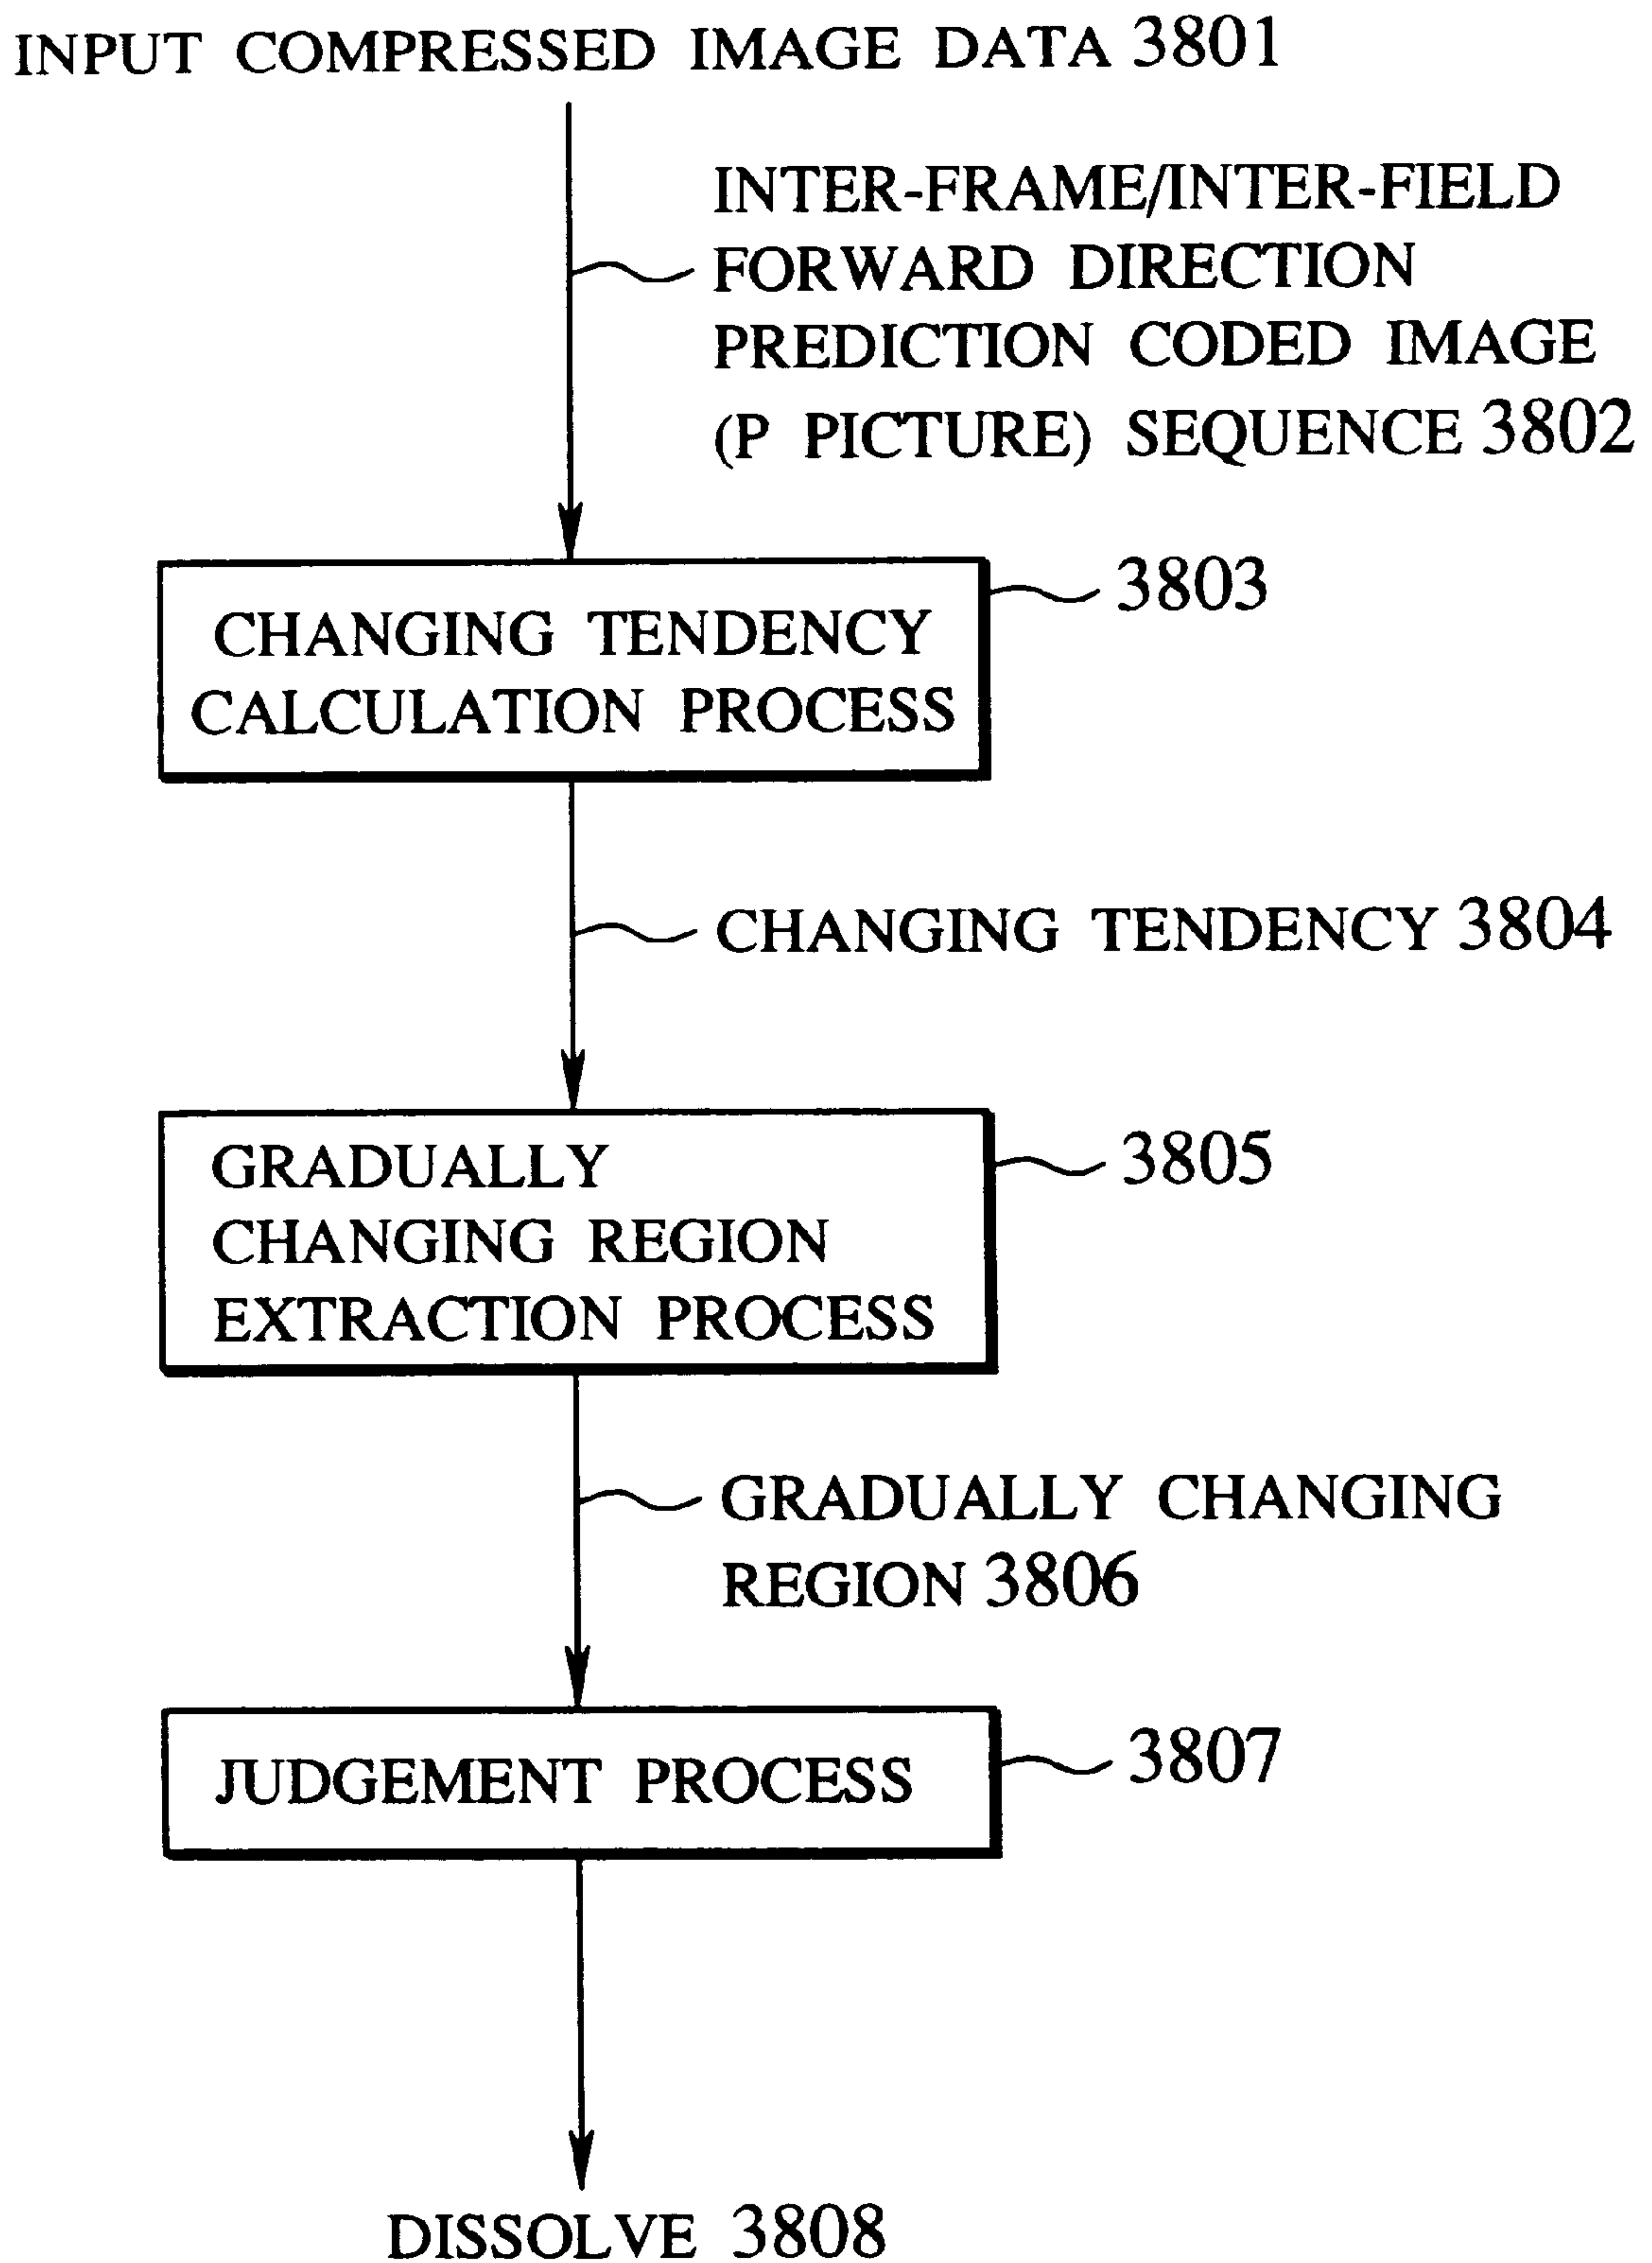 INPUT COMPRESSED IMAGE DATA 3801
INTER-FRAME/INTER-FIELD
FORWARD DIRECTION
PREDICTION CODED IMAGE
(P PICTURE) SEQUENCE 3802
3803
CHANGING TENDENCY
CALCULATION PROCESS
CHANGING TENDENCY 3804
3805
GRADUALLY
CHANGING REGION
EXTRACTION PROCESS
GRADUALLY CHANGING
REGION 3806
3807
JUDGEMENT PROCESS
DISSOLVE 3808